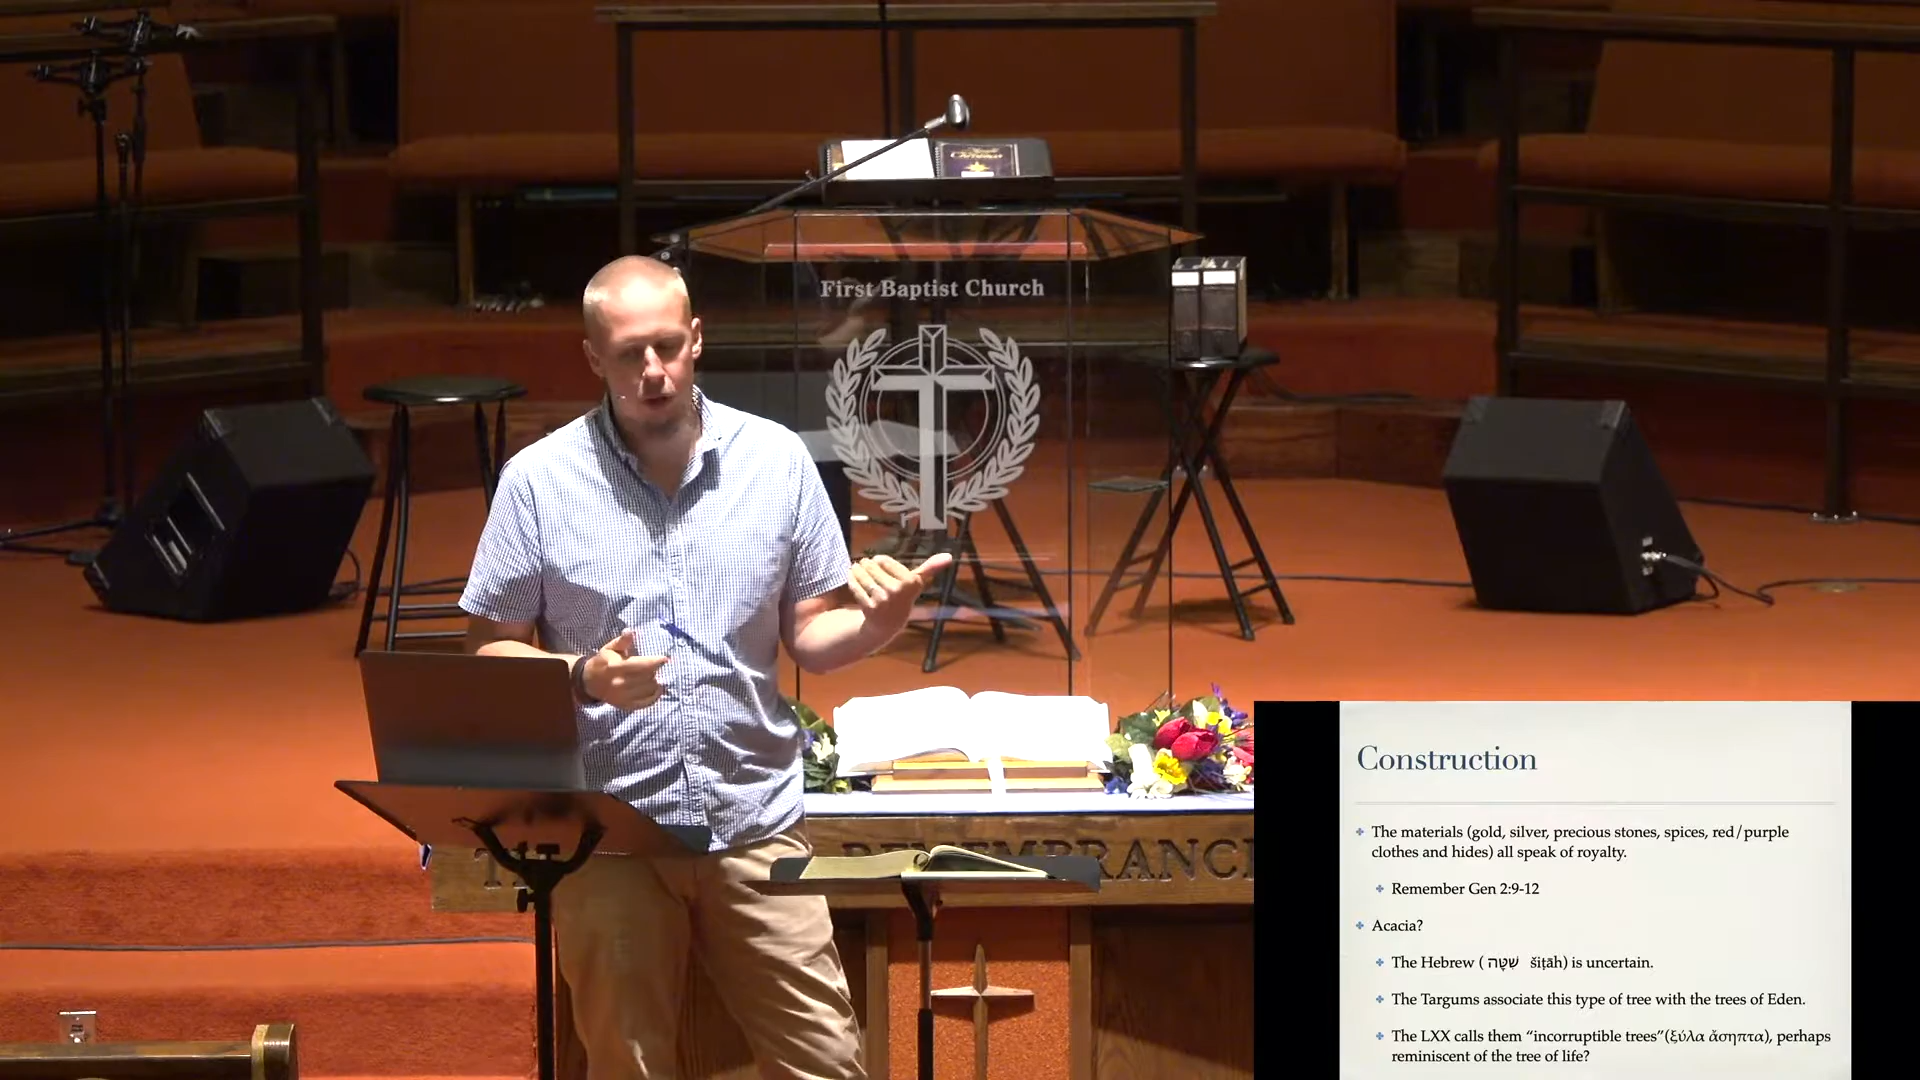 First Baptist Church
REMEMBRANC
Construction
The materials (gold, silver, precious stones, spices, red/purple
clothes and hides) all speak of royalty.
Remember Gen 2:9-12
Acacia?
The Hebrew ( שִׁטָּה šiṭāh) is uncertain.
The Targums associate this type of tree with the trees of Eden.
The LXX calls them “incorruptible trees”(ξύλα ἄσηπτα), perhaps
reminiscent of the tree of life?